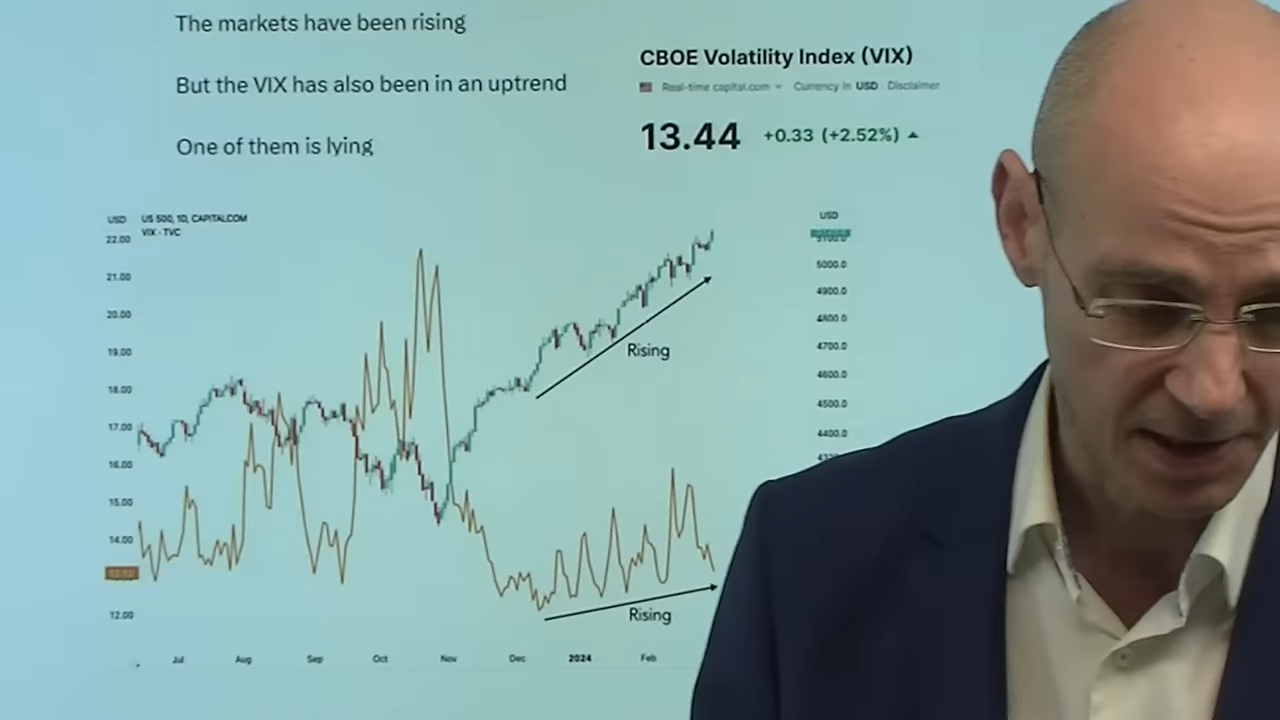 The markets have been rising
But the VIX has also been in an uptrend
One of them is lying
CBOE Volatility Index (VIX)
Real-time capital.com Currency in USD Disclaimer
13.44 +0.33 (+2.52%)
USD US 500, 1D, CAPITALCOM
VIX · TVC
USD
22.00
21.00
20.00
19.00
18.00
17.00
16.00
15.00
14.00
12.00
5100.0
5000.0
4900.0
4800.0
4700.0
4600.0
4500.0
4400.0
Rising
Rising
Jul Aug Sep Oct Nov Dec 2024 Feb